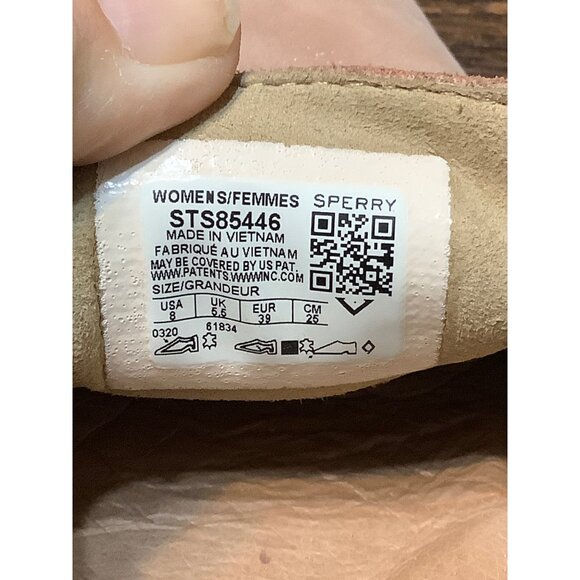 WOMENS/FEMMES SPERRY
STS85446
MADE IN VIETNAM
FABRIQUÉ AU VIETNAM
MAY BE COVERED BY US PAT.
WWW.PATENTS.WWWINC.COM
SIZE/GRANDEUR
USA UK EUR CM
8 5.5 39 25
0320 61834